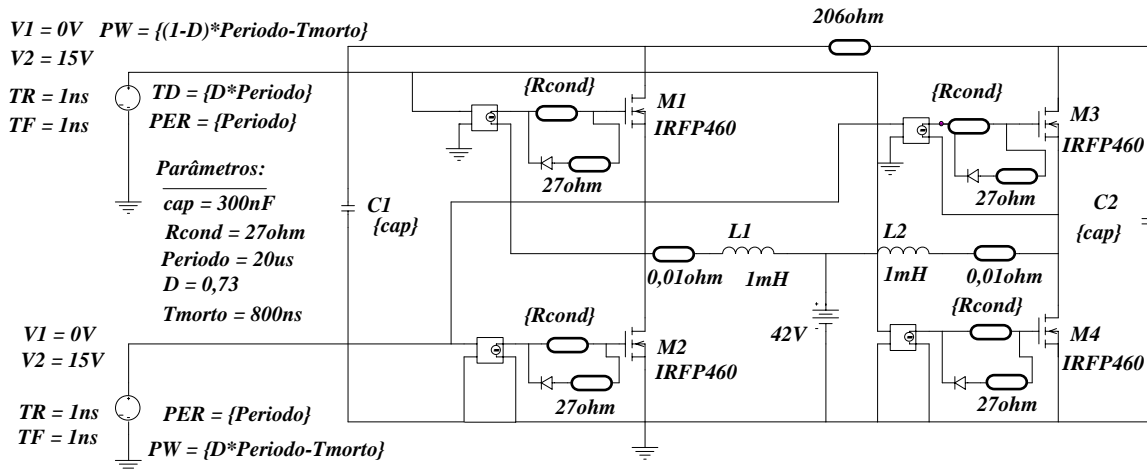 V1 = 0V PW = {(1-D)*Periodo-Tmorto}
V2 = 15V
TR = 1ns
TF = 1ns
TD = {D*Periodo}
PER = {Periodo}
Parâmetros:
cap = 300nF
Rcond = 27ohm
Periodo = 20us
D = 0,73
Tmorto = 800ns
V1 = 0V
V2 = 15V
TR = 1ns
TF = 1ns
PER = {Periodo}
PW = {D*Periodo-Tmorto}
C1
{cap}
{Rcond}
M1
IRFP460
27ohm
206ohm
{Rcond}
M3
IRFP460
27ohm
C2
{cap}
L1
0,01ohm
1mH
L2
1mH
0,01ohm
42V
{Rcond}
M2
IRFP460
27ohm
{Rcond}
M4
IRFP460
27ohm